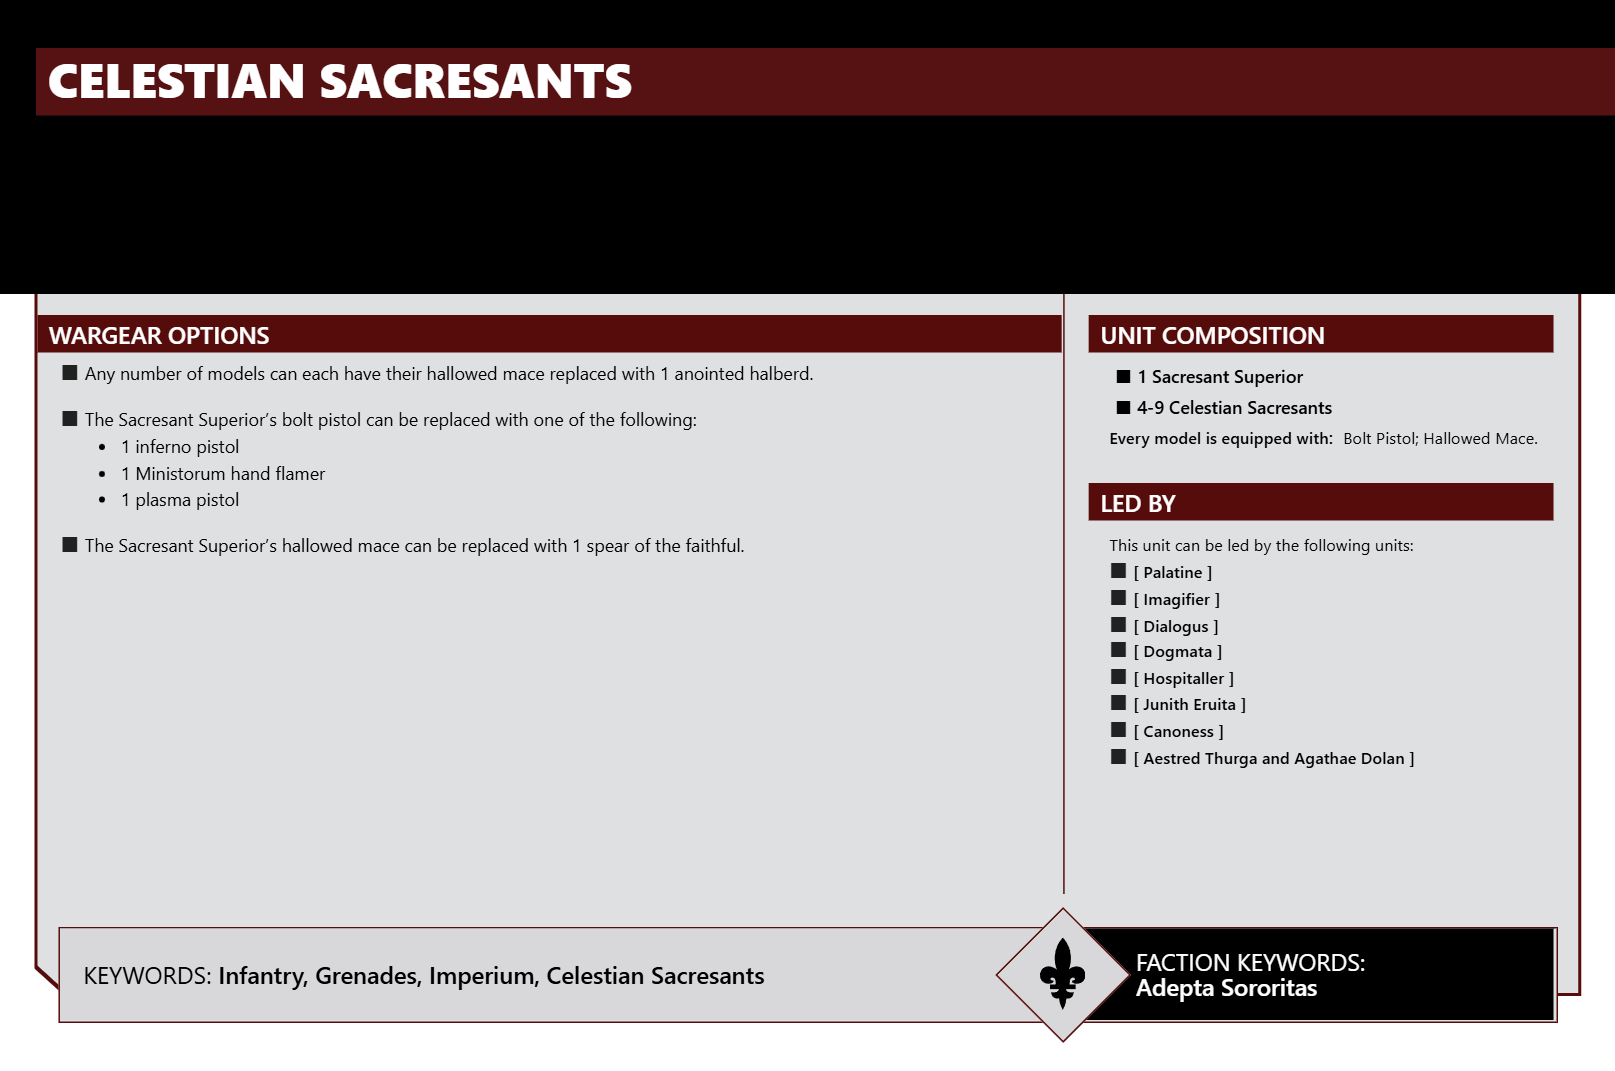 CELESTIAN SACRESANTS
WARGEAR OPTIONS
■ Any number of models can each have their hallowed mace replaced with 1 anointed halberd.
■ The Sacresant Superior’s bolt pistol can be replaced with one of the following:
• 1 inferno pistol
• 1 Ministorum hand flamer
• 1 plasma pistol
■ The Sacresant Superior’s hallowed mace can be replaced with 1 spear of the faithful.
UNIT COMPOSITION
■ 1 Sacresant Superior
■ 4-9 Celestian Sacresants
Every model is equipped with: Bolt Pistol; Hallowed Mace.
LED BY
This unit can be led by the following units:
■ [ Palatine ]
■ [ Imagifier ]
■ [ Dialogus ]
■ [ Dogmata ]
■ [ Hospitaller ]
■ [ Junith Eruita ]
■ [ Canoness ]
■ [ Aestred Thurga and Agathae Dolan ]
KEYWORDS: Infantry, Grenades, Imperium, Celestian Sacresants
FACTION KEYWORDS:
Adepta Sororitas